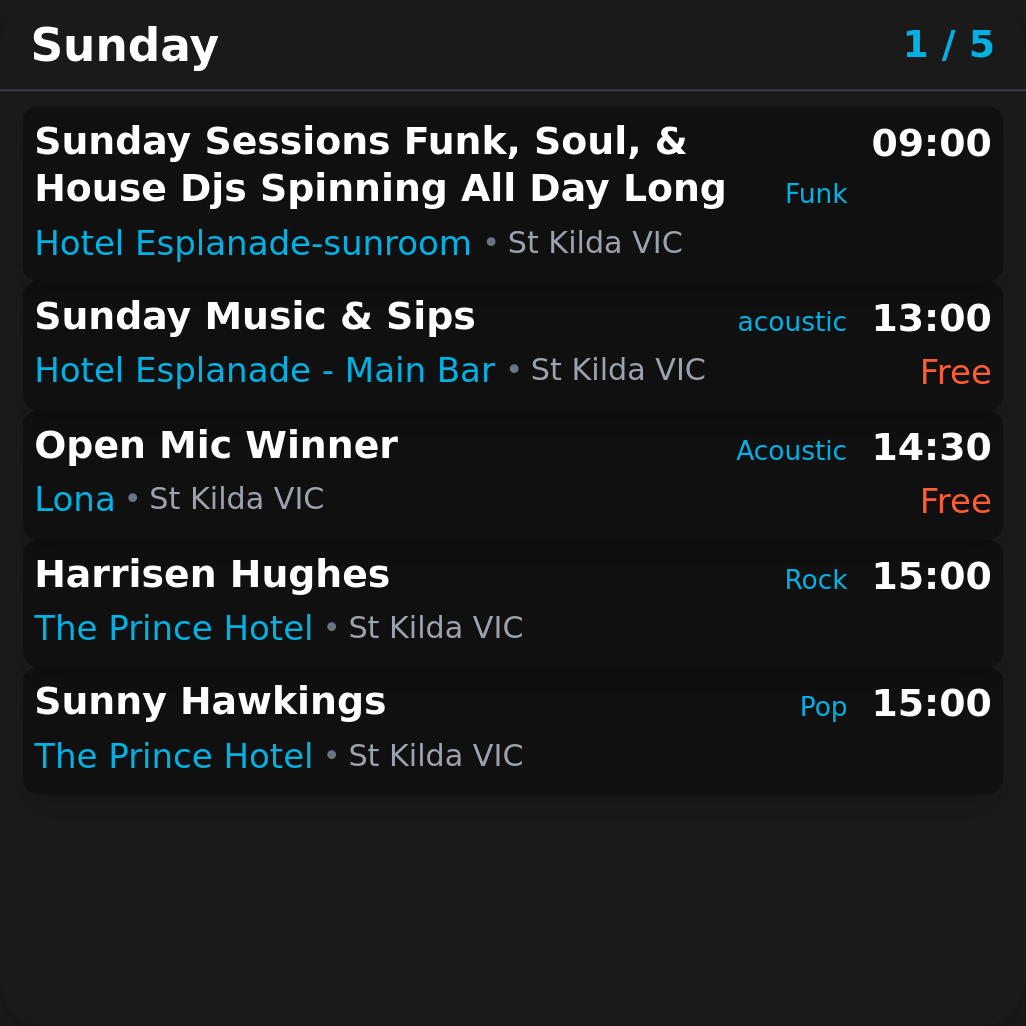 Sunday 1 / 5
Sunday Sessions Funk, Soul, & 09:00
House Djs Spinning All Day Long Funk
Hotel Esplanade-sunroom • St Kilda VIC
Sunday Music & Sips acoustic 13:00
Hotel Esplanade - Main Bar • St Kilda VIC Free
Open Mic Winner Acoustic 14:30
Lona • St Kilda VIC Free
Harrisen Hughes Rock 15:00
The Prince Hotel • St Kilda VIC
Sunny Hawkings Pop 15:00
The Prince Hotel • St Kilda VIC